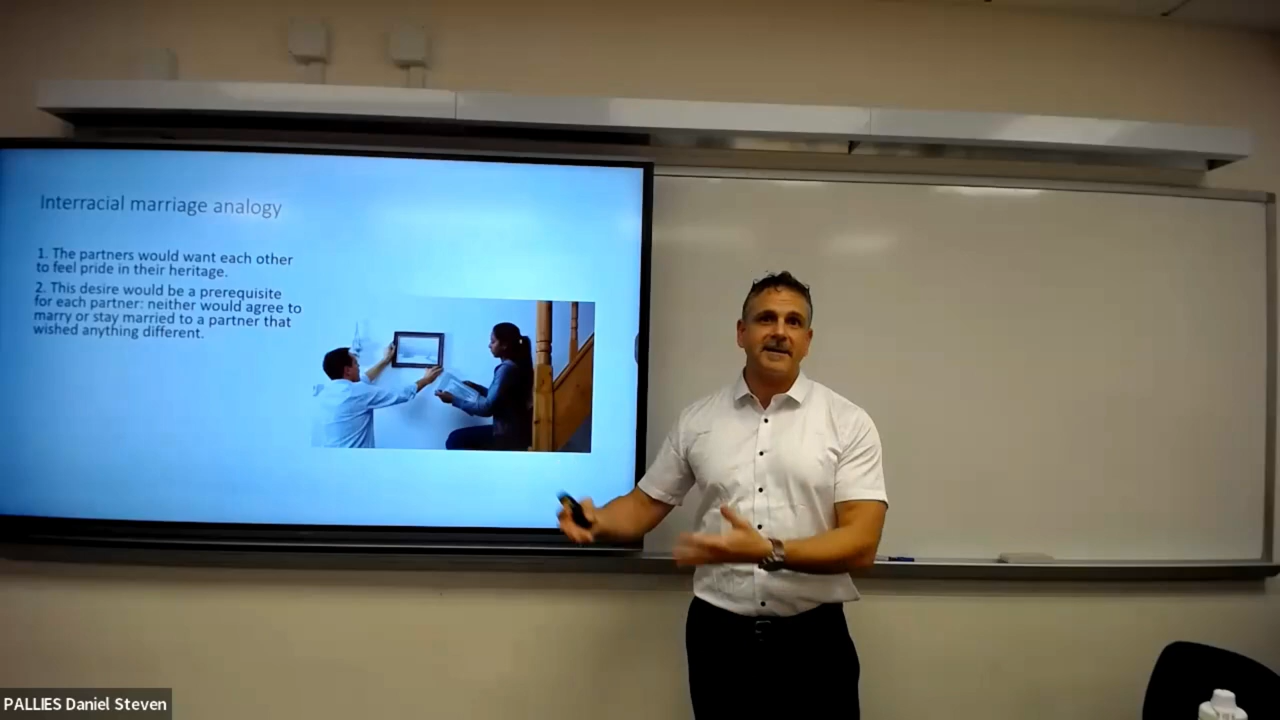 Interracial marriage analogy
1. The partners would want each other
to feel pride in their heritage.
2. This desire would be a prerequisite
for each partner: neither would agree to
marry or stay married to a partner that
wished anything different.
PALLIES Daniel Steven